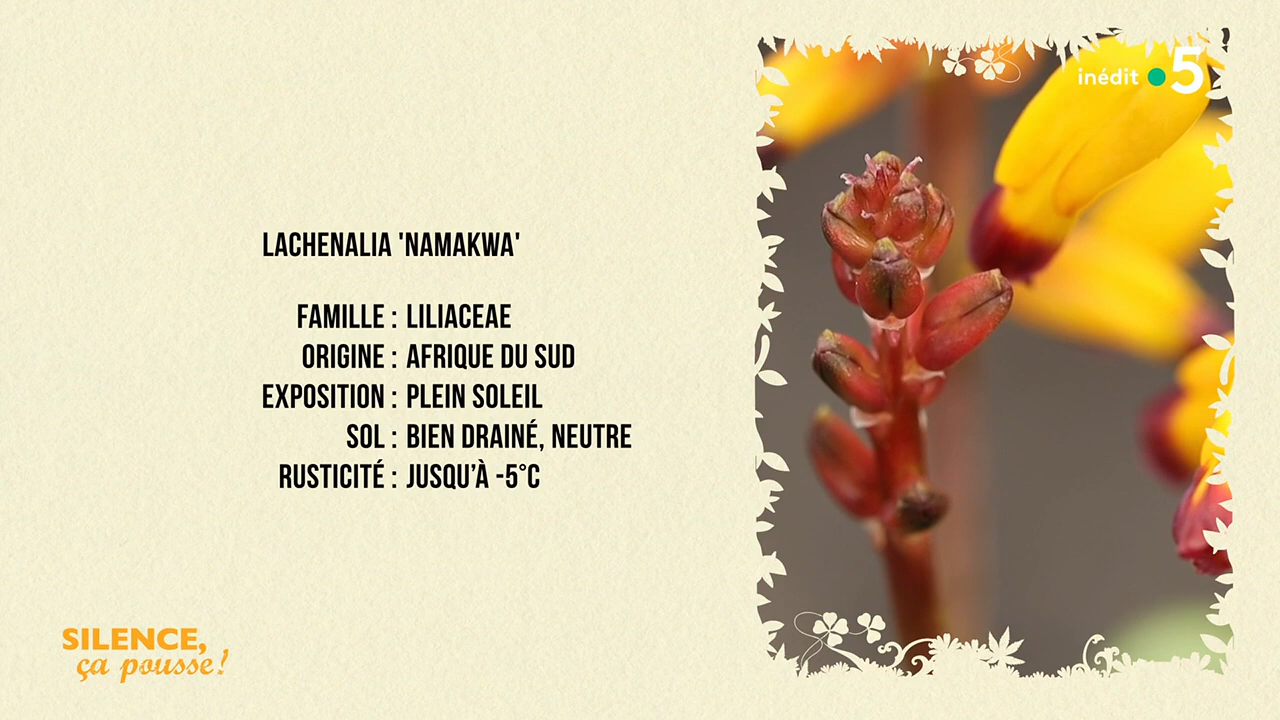 inédit 5
LACHENALIA 'NAMAKWA'
FAMILLE : LILIACEAE
ORIGINE : AFRIQUE DU SUD
EXPOSITION : PLEIN SOLEIL
SOL : BIEN DRAINÉ, NEUTRE
RUSTICITÉ : JUSQU’À -5°C
SILENCE,
ça pousse !